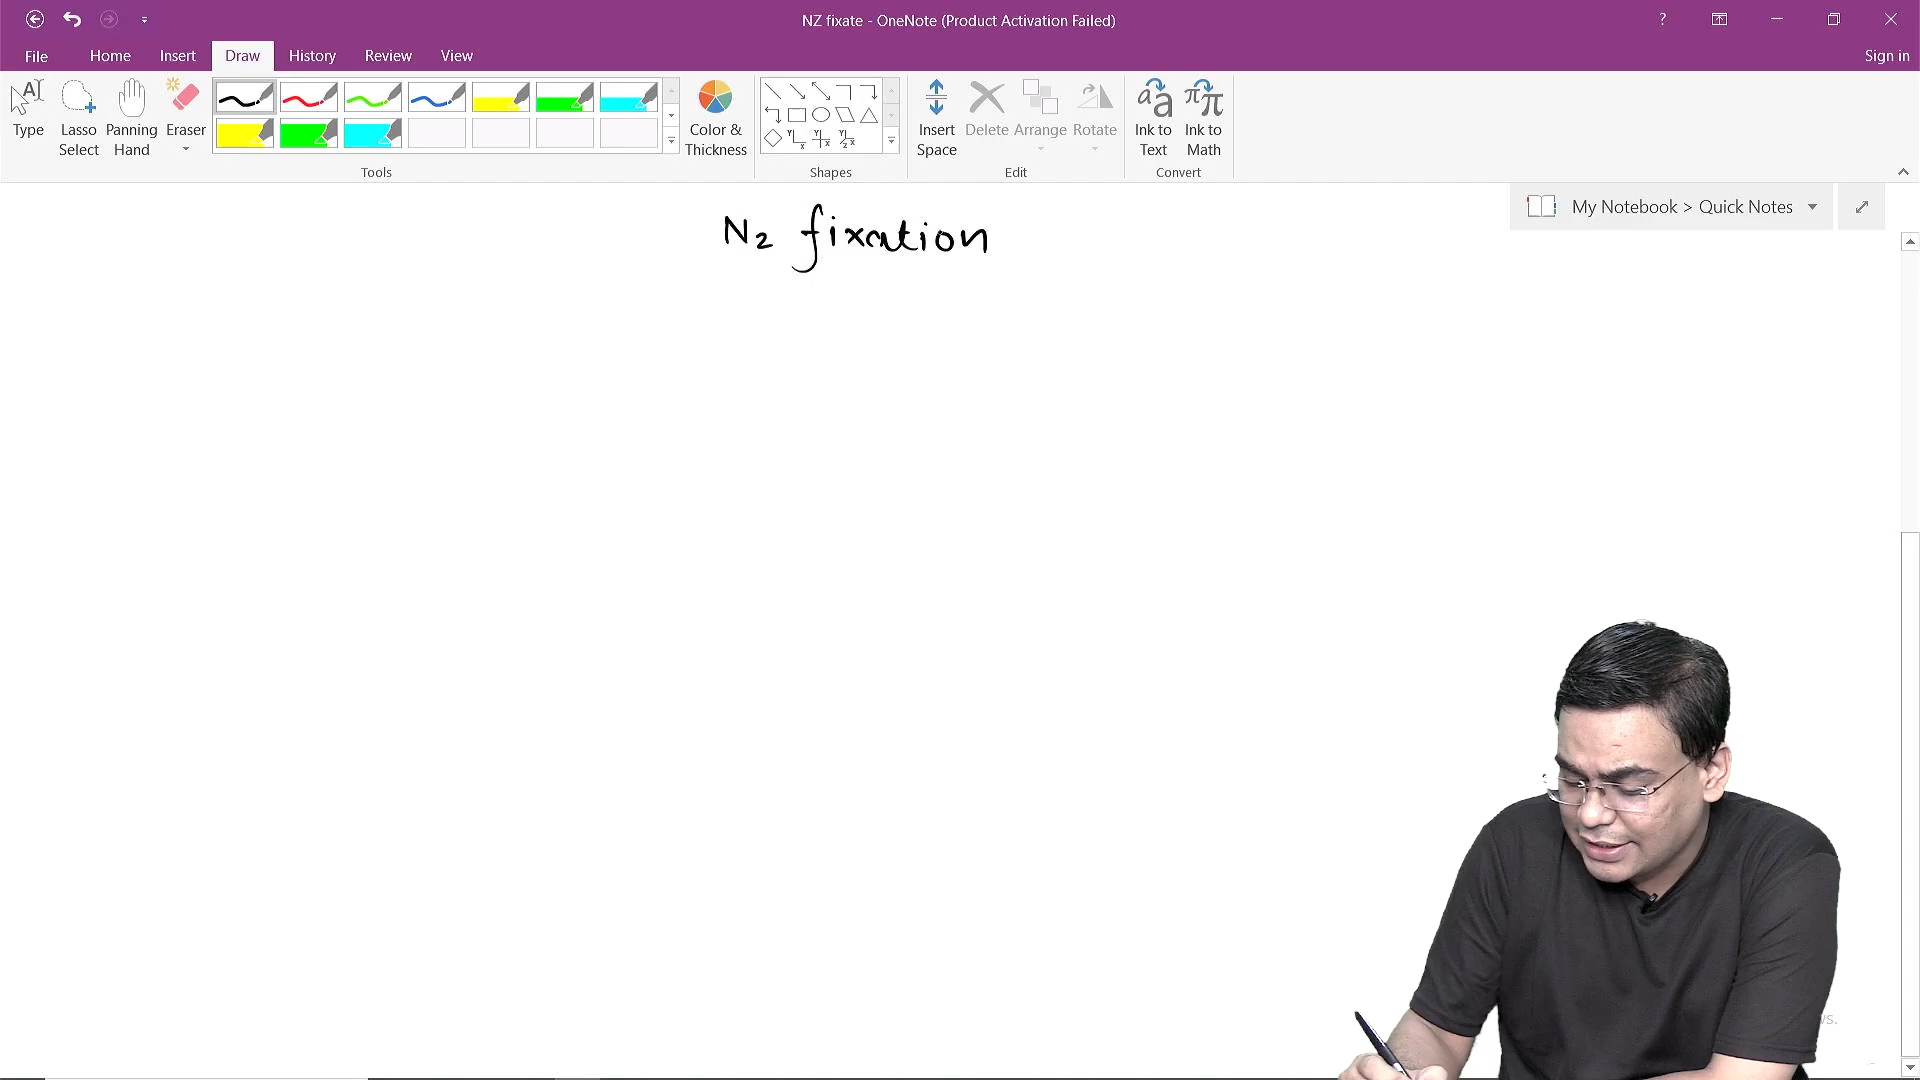 NZ fixate - OneNote (Product Activation Failed)
?
File
Home
Insert
Draw
History
Review
View
Sign in
Type
Lasso Select
Panning Hand
Eraser
Color & Thickness
Insert Space
Delete
Arrange
Rotate
Ink to Text
Ink to Math
Tools
Shapes
Edit
Convert
My Notebook > Quick Notes
N2 fixation